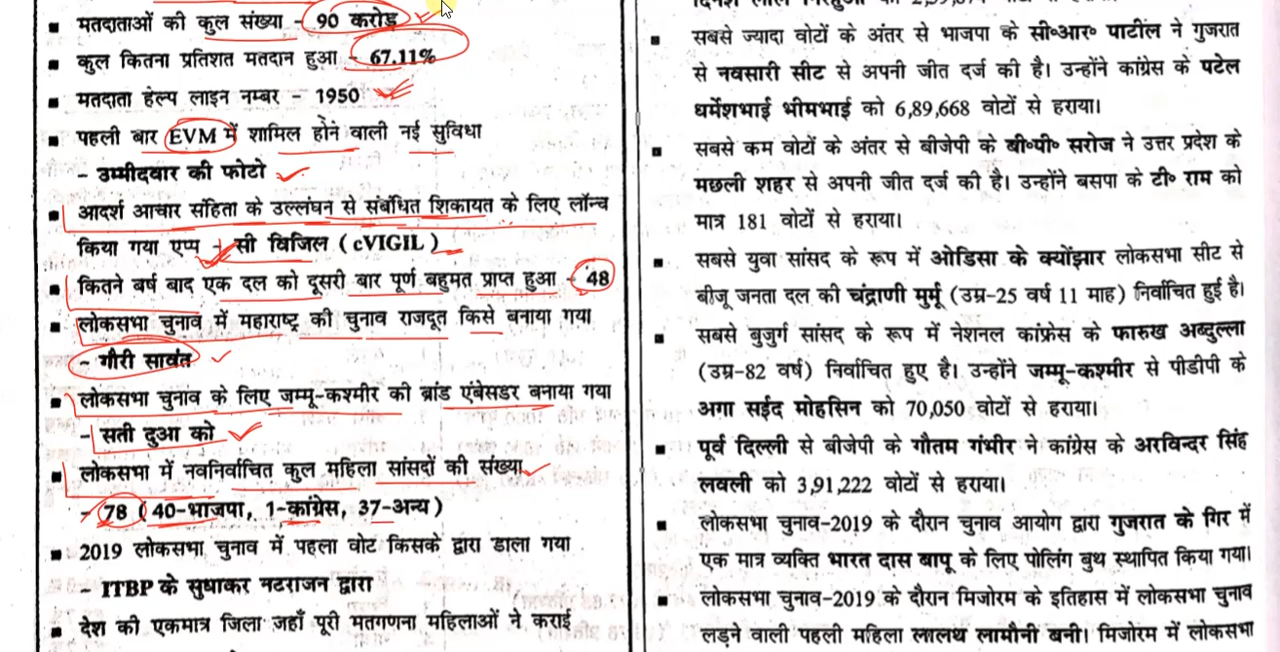 मतदाताओं की कुल संख्या - 90 करोड़
कुल कितना प्रतिशत मतदान हुआ - 67.11%
मतदाता हेल्प लाइन नम्बर - 1950
पहली बार EVM में शामिल होने वाली नई सुविधा
- उम्मीदवार की फोटो
आदर्श आचार संहिता के उल्लंघन से संबंधित शिकायत के लिए लॉन्च
किया गया एप्प - सी विजिल (cVIGIL)
कितने बर्ष बाद एक दल को दूसरी बार पूर्ण बहुमत प्राप्त हुआ - 48
लोकसभा चुनाव में महाराष्ट्र की चुनाव राजदूत किसे बनाया गया
- गौरी सावंत
लोकसभा चुनाव के लिए जम्मू-कश्मीर की ब्रांड एंबेसडर बनाया गया
- सती दुआ को
लोकसभा में नवनिर्वाचित कुल महिला सांसदों की संख्या
- 78 (40-भाजपा, 1-कांग्रेस, 37-अन्य)
2019 लोकसभा चुनाव में पहला वोट किसके द्वारा डाला गया
- ITBP के सुधाकर नटराजन द्वारा
देश की एकमात्र जिला जहाँ पूरी मतगणना महिलाओं ने कराई
सबसे ज्यादा वोटों के अंतर से भाजपा के सी०आर० पाटील ने गुजरात
से नवसारी सीट से अपनी जीत दर्ज की है। उन्होंने कांग्रेस के पटेल
धर्मेशभाई भीमभाई को 6,89,668 वोटों से हराया।
सबसे कम वोटों के अंतर से बीजेपी के बी०पी० सरोज ने उत्तर प्रदेश के
मछली शहर से अपनी जीत दर्ज की है। उन्होंने बसपा के टी० राम को
मात्र 181 वोटों से हराया।
सबसे युवा सांसद के रूप में ओडिसा के क्योंझार लोकसभा सीट से
बीजू जनता दल की चंद्राणी मुर्मू (उम्र-25 वर्ष 11 माह) निर्वाचित हुई है।
सबसे बुजुर्ग सांसद के रूप में नेशनल कांफ्रेस के फारुख अब्दुल्ला
(उम्र-82 वर्ष) निर्वाचित हुए है। उन्होंने जम्मू-कश्मीर से पीडीपी के
अगा सईद मोहसिन को 70,050 वोटों से हराया।
पूर्व दिल्ली से बीजेपी के गौतम गंभीर ने कांग्रेस के अरविन्दर सिंह
लवली को 3,91,222 वोटों से हराया।
लोकसभा चुनाव-2019 के दौरान चुनाव आयोग द्वारा गुजरात के गिर में
एक मात्र व्यक्ति भारत दास बापू के लिए पोलिंग बुथ स्थापित किया गया।
लोकसभा चुनाव-2019 के दौरान मिजोरम के इतिहास में लोकसभा चुनाव
लड़ने वाली पहली महिला लालथ लामौनी बनी। मिजोरम में लोकसभा